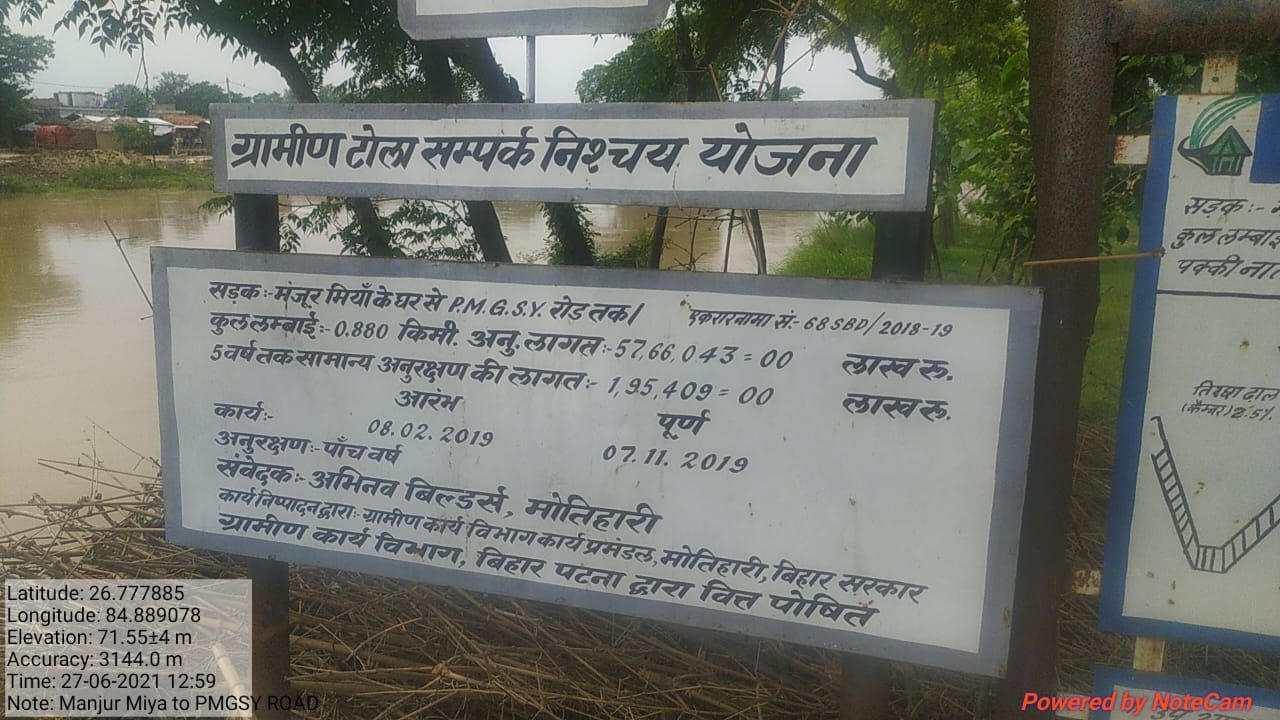 ग्रामीण टोला सम्पर्क निश्चय योजना
सड़क :- मंजूर मियाँ के घर से P.M.G.S.Y. रोड तक। एकरारनामा सं:- 68SBD/2018-19
कुल लम्बाई:- 0.880 किमी. अनु. लागत:- 57,66,043=00 लाख रू.
5 वर्ष तक सामान्य अनुरक्षण की लागत:- 1,95,409=00 लाख रू.
आरंभ पूर्ण
कार्य:- 08.02.2019 07.11.2019
अनुरक्षण:- पाँच वर्ष
संवेदक:- अभिनव बिल्डर्स, मोतिहारी
कार्य निष्पादन द्वारा:- ग्रामीण कार्य विभाग कार्य प्रमंडल, मोतिहारी, बिहार सरकार
ग्रामीण कार्य विभाग, बिहार पटना द्वारा वित्त पोषित
सड़क:-
कुल लम्बाई
पक्की
(कैम्बर) 2.5%
Latitude: 26.777885
Longitude: 84.889078
Elevation: 71.55±4 m
Accuracy: 3144.0 m
Time: 27-06-2021 12:59
Note: Manjur Miya to PMGSY ROAD
Powered by NoteCam